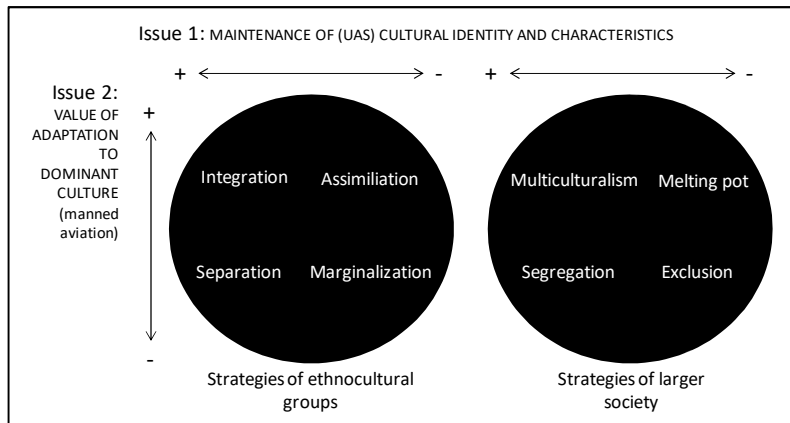 Issue 1: MAINTENANCE OF (UAS) CULTURAL IDENTITY AND CHARACTERISTICS
+ - + -
Issue 2:
VALUE OF
ADAPTATION
TO
DOMINANT
CULTURE
(manned
aviation)
+
-
Integration Assimiliation
Separation Marginalization
Multiculturalism Melting pot
Segregation Exclusion
Strategies of ethnocultural
groups
Strategies of larger
society